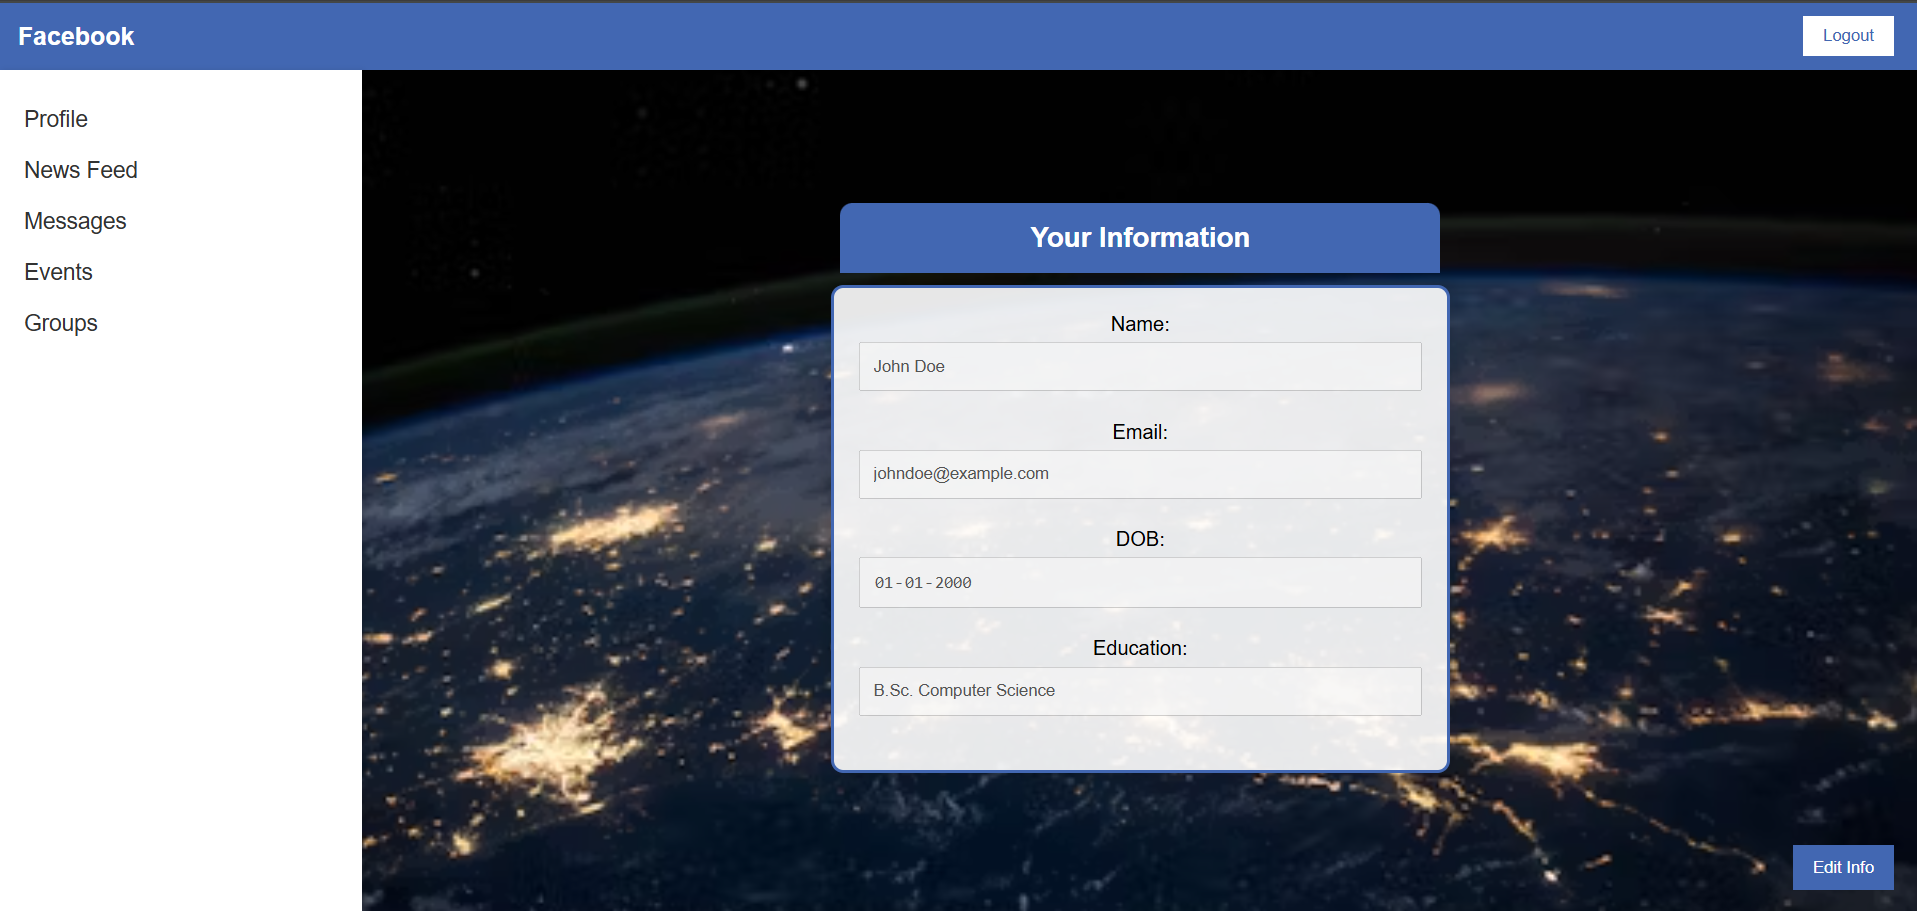 Facebook
Logout
Profile
News Feed
Messages
Events
Groups
Your Information
Name:
John Doe
Email:
johndoe@example.com
DOB:
01-01-2000
Education:
B.Sc. Computer Science
Edit Info